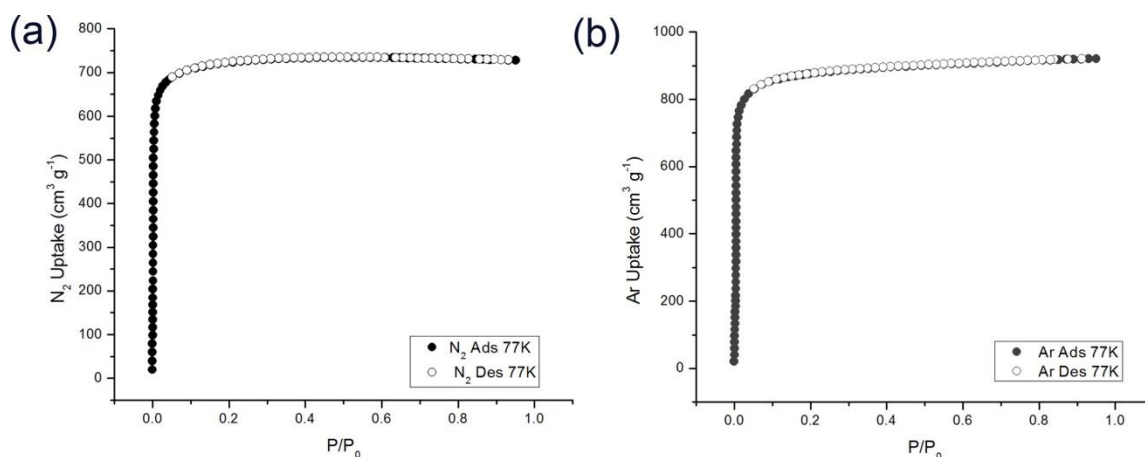 (a)
800
700
600
500
400
300
200
100
0
N₂ Uptake (cm³ g⁻¹)
N₂ Ads 77K
N₂ Des 77K
0.0 0.2 0.4 0.6 0.8 1.0
P/P₀
(b)
1000
800
600
400
200
0
Ar Uptake (cm³ g⁻¹)
Ar Ads 77K
Ar Des 77K
0.0 0.2 0.4 0.6 0.8 1.0
P/P₀